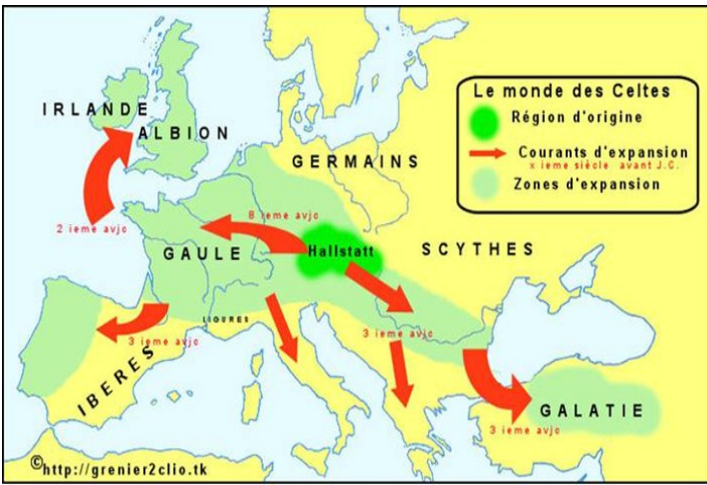 Le monde des Celtes
Région d'origine
Courants d'expansion
x ieme siècle avant J.C.
Zones d'expansion
IRLANDE
ALBION
GERMAINS
2 ieme avjc
8 ieme avjc
GAULE
Hallstatt
SCYTHES
LIGURES
3 ieme avjc
3 ieme avjc
IBERES
GALATIE
3 ieme avjc
©http://grenier2clio.tk